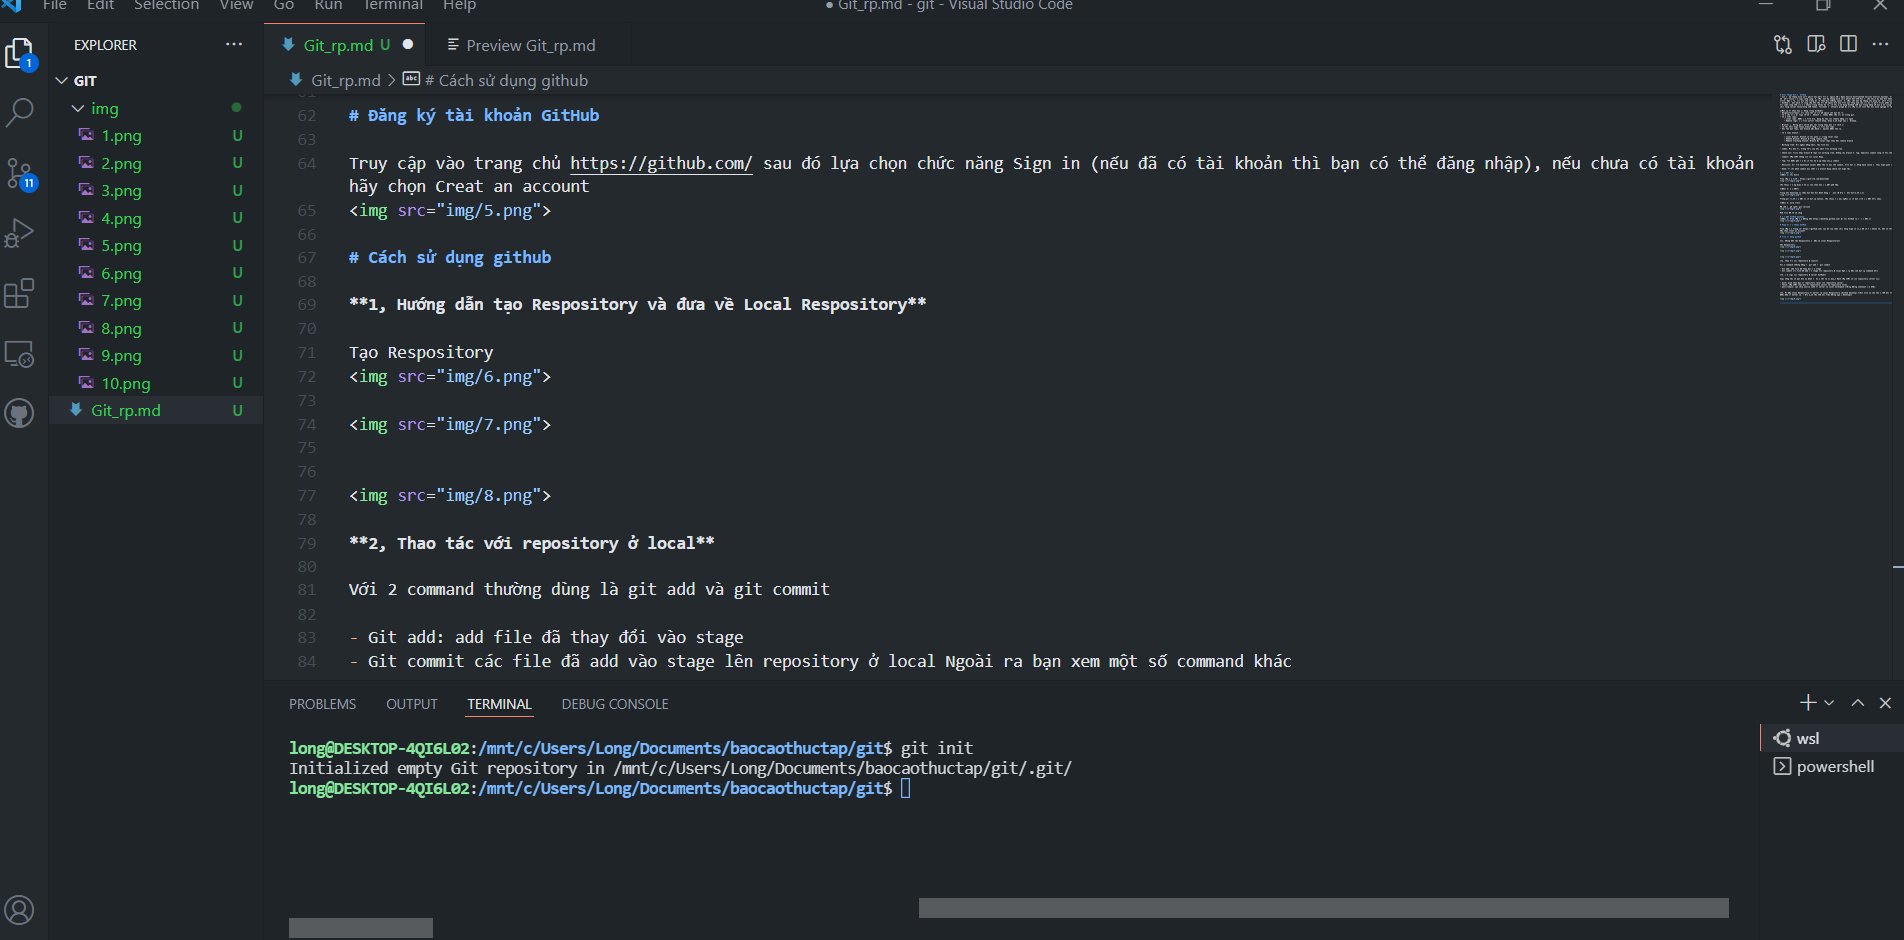 File Edit Selection View Go Run Terminal Help
● Git_rp.md - git - Visual Studio Code
EXPLORER
GIT
img
1.png U
2.png U
3.png U
4.png U
5.png U
6.png U
7.png U
8.png U
9.png U
10.png U
Git_rp.md U
1
11
Git_rp.md U
Preview Git_rp.md
Git_rp.md > # Cách sử dụng github
61
62 # Đăng ký tài khoản GitHub
63
64 Truy cập vào trang chủ https://github.com/ sau đó lựa chọn chức năng Sign in (nếu đã có tài khoản thì bạn có thể đăng nhập), nếu chưa có tài khoản
hãy chọn Creat an account
65 <img src="img/5.png">
66
67 # Cách sử dụng github
68
69 **1, Hướng dẫn tạo Respository và đưa về Local Respository**
70
71 Tạo Respository
72 <img src="img/6.png">
73
74 <img src="img/7.png">
75
76
77 <img src="img/8.png">
78
79 **2, Thao tác với repository ở local**
80
81 Với 2 command thường dùng là git add và git commit
82
83 - Git add: add file đã thay đổi vào stage
84 - Git commit các file đã add vào stage lên repository ở local Ngoài ra bạn xem một số command khác
PROBLEMS OUTPUT TERMINAL DEBUG CONSOLE
long@DESKTOP-4QI6L02:/mnt/c/Users/Long/Documents/baocaothuctap/git$ git init
Initialized empty Git repository in /mnt/c/Users/Long/Documents/baocaothuctap/git/.git/
long@DESKTOP-4QI6L02:/mnt/c/Users/Long/Documents/baocaothuctap/git$
wsl
powershell